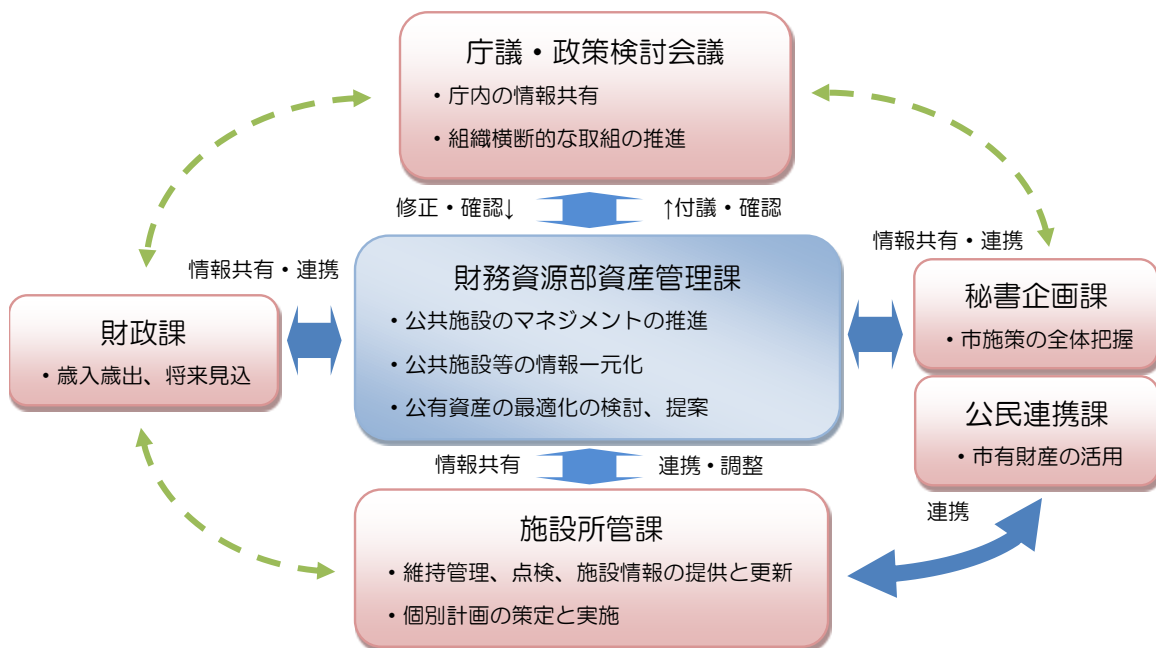 庁議・政策検討会議
・庁内の情報共有
・組織横断的な取組の推進
修正・確認↓
↑付議・確認
情報共有・連携
情報共有・連携
財政課
・歳入歳出、将来見込
財務資源部資産管理課
・公共施設のマネジメントの推進
・公共施設等の情報一元化
・公有資産の最適化の検討、提案
秘書企画課
・市施策の全体把握
公民連携課
・市有財産の活用
情報共有
連携・調整
連携
施設所管課
・維持管理、点検、施設情報の提供と更新
・個別計画の策定と実施